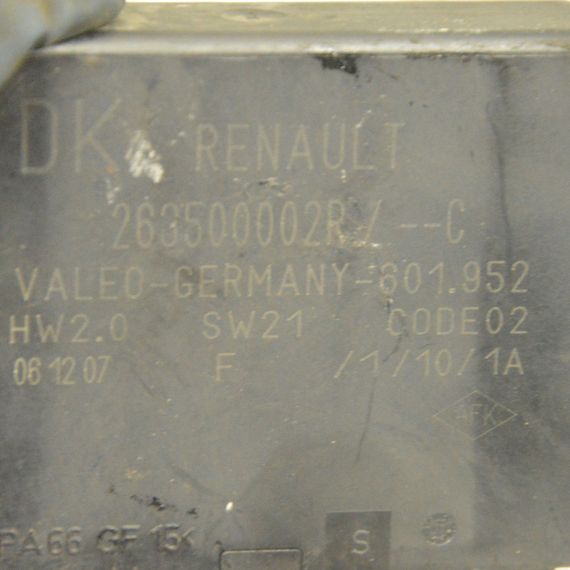 DK RENAULT
263500002R / --C
VALEO-GERMANY-601.952
HW2.0 SW21 CODE02
06 12 07 F /1/10/1A
AFK
PA66 GF 15<
S